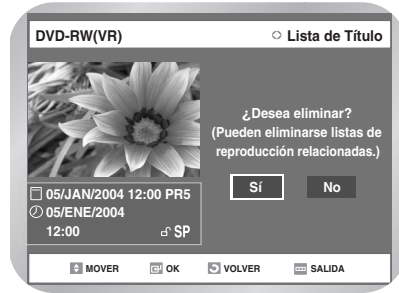 DVD-RW(VR)
Lista de Título
¿Desea eliminar?
(Pueden eliminarse listas de
reproducción relacionadas.)
Sí No
05/JAN/2004 12:00 PR5
05/ENE/2004
12:00 SP
MOVER OK VOLVER SALIDA